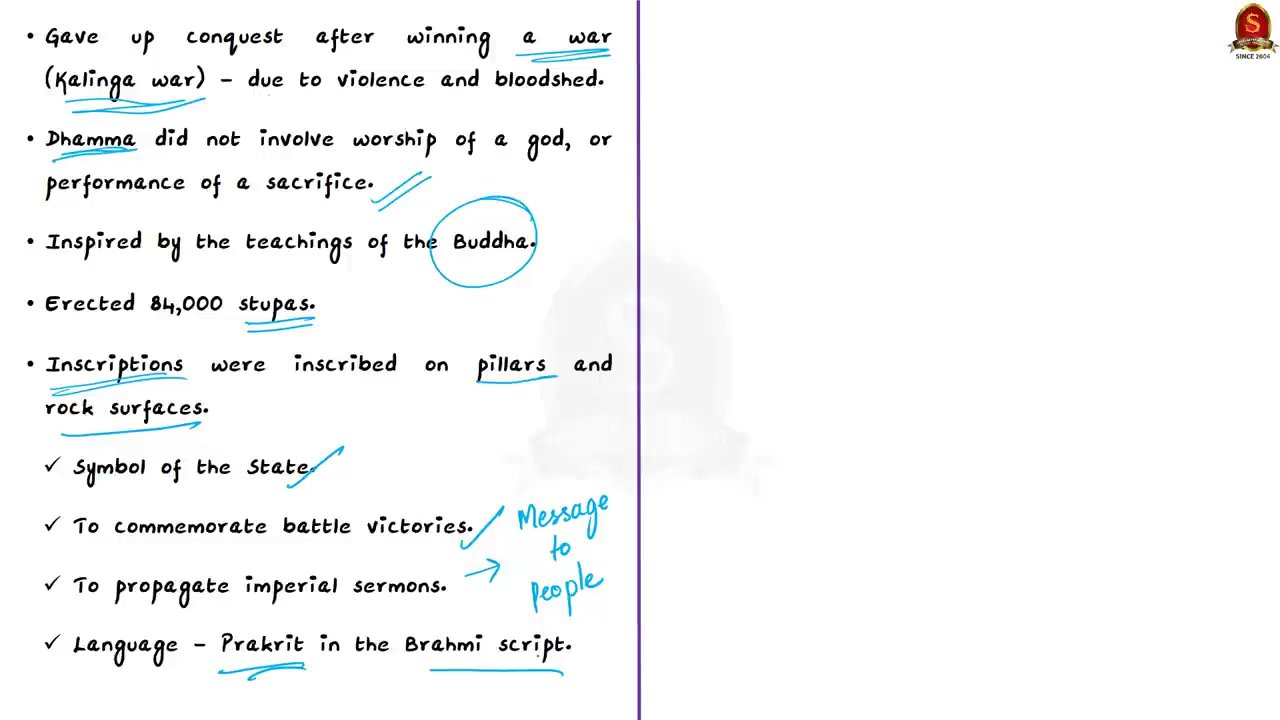 • Gave up conquest after winning a war
(Kalinga war) – due to violence and bloodshed.
• Dhamma did not involve worship of a god, or
performance of a sacrifice.
• Inspired by the teachings of the Buddha.
• Erected 84,000 stupas.
• Inscriptions were inscribed on pillars and
rock surfaces.
✓ Symbol of the State.
✓ To commemorate battle victories.
✓ To propagate imperial sermons.
✓ Language – Prakrit in the Brahmi script.
Message
to
People
S
SINCE 2004